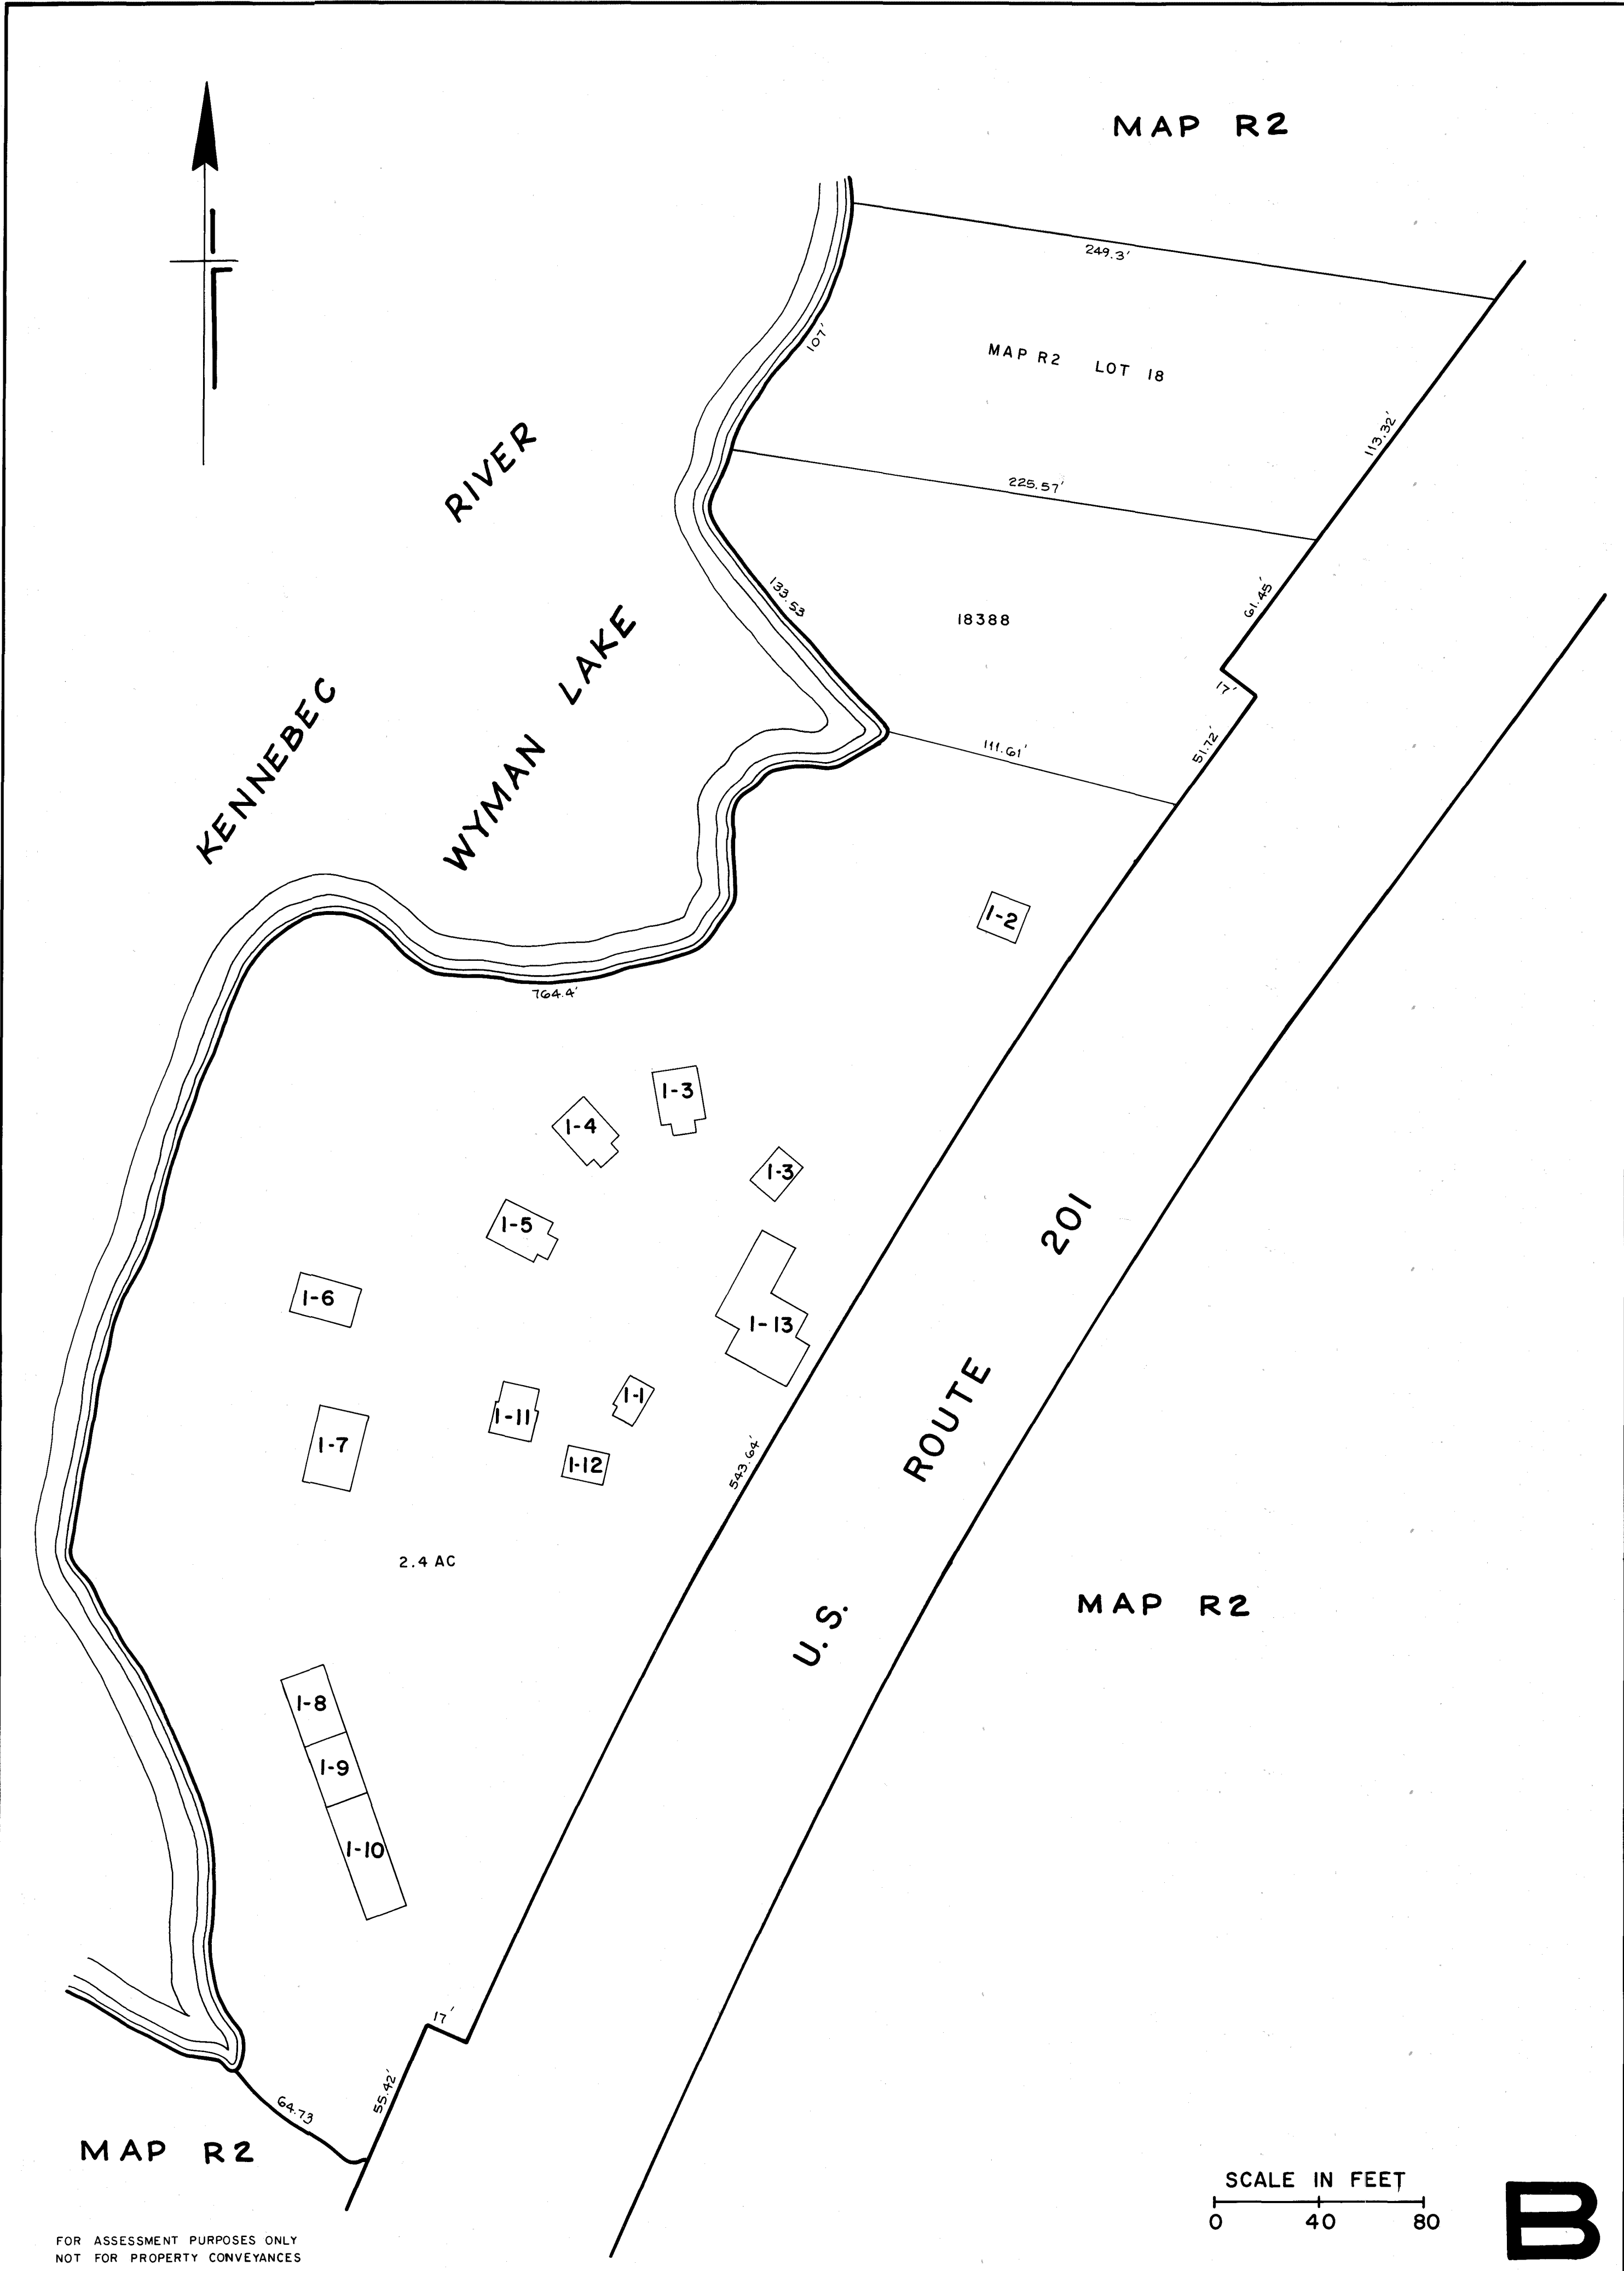 MAP R2
249.3'
107'
MAP R2 LOT 18
113.32'
RIVER
225.57'
133.53
61.45'
18388
17'
KENNEBEC
WYMAN LAKE
111.61'
51.72'
1-2
764.4'
1-3
1-4
1-3
1-5
201
1-6
1-13
1-1
1-11
1-7
1-12
543.64'
ROUTE
2.4 AC
U.S.
MAP R2
1-8
1-9
1-10
17'
55.42'
64.73
MAP R2
SCALE IN FEET
0 40 80
B
FOR ASSESSMENT PURPOSES ONLY
NOT FOR PROPERTY CONVEYANCES